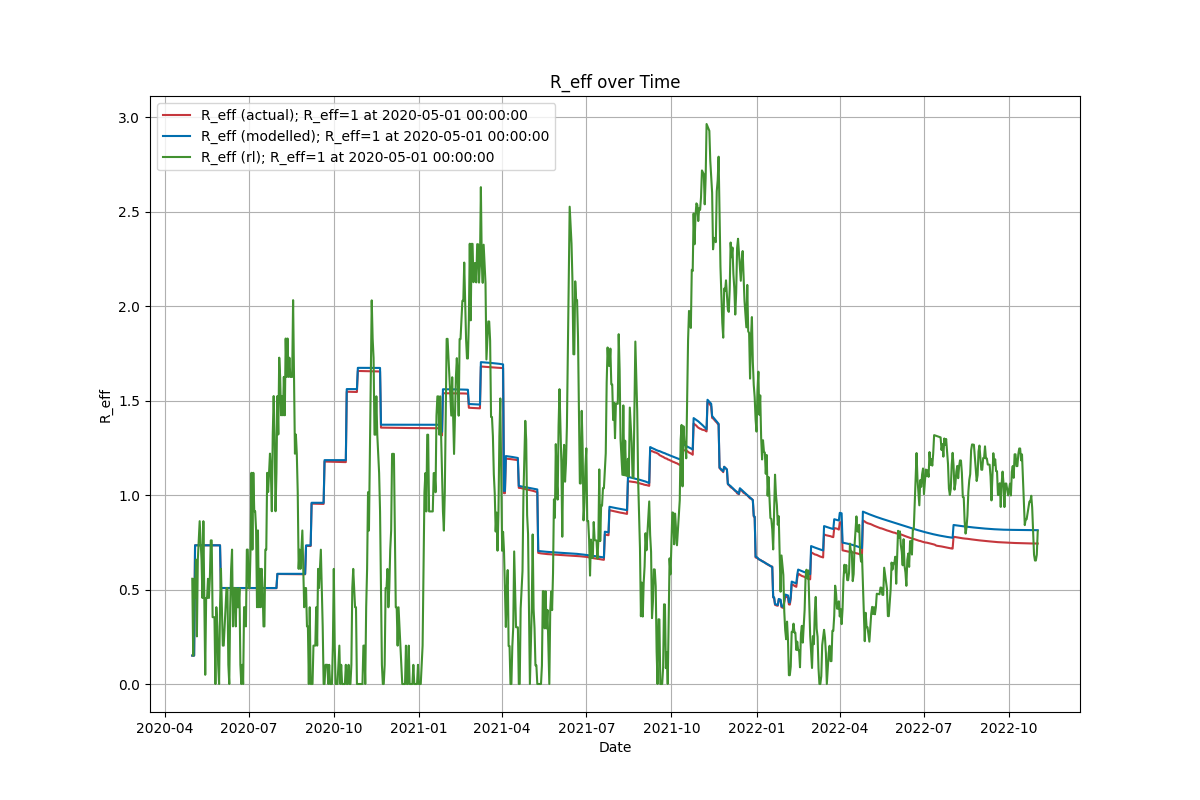 R_eff over Time
R_eff (actual); R_eff=1 at 2020-05-01 00:00:00
R_eff (modelled); R_eff=1 at 2020-05-01 00:00:00
R_eff (rl); R_eff=1 at 2020-05-01 00:00:00
3.0
2.5
2.0
1.5
1.0
0.5
0.0
R_eff
2020-04 2020-07 2020-10 2021-01 2021-04 2021-07 2021-10 2022-01 2022-04 2022-07 2022-10
Date